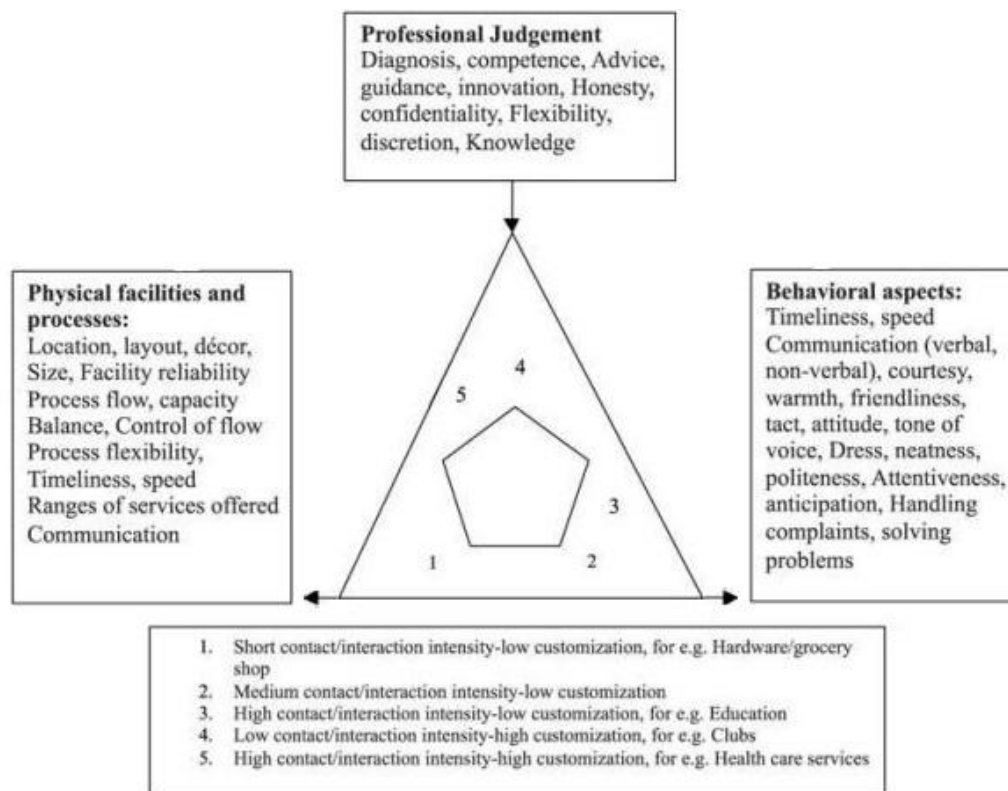 Professional Judgement
Diagnosis, competence, Advice,
guidance, innovation, Honesty,
confidentiality, Flexibility,
discretion, Knowledge
Physical facilities and
processes:
Location, layout, décor,
Size, Facility reliability
Process flow, capacity
Balance, Control of flow
Process flexibility,
Timeliness, speed
Ranges of services offered
Communication
Behavioral aspects:
Timeliness, speed
Communication (verbal,
non-verbal), courtesy,
warmth, friendliness,
tact, attitude, tone of
voice, Dress, neatness,
politeness, Attentiveness,
anticipation, Handling
complaints, solving
problems
4
5
3
1
2
1. Short contact/interaction intensity-low customization, for e.g. Hardware/grocery
shop
2. Medium contact/interaction intensity-low customization
3. High contact/interaction intensity-low customization, for e.g. Education
4. Low contact/interaction intensity-high customization, for e.g. Clubs
5. High contact/interaction intensity-high customization, for e.g. Health care services